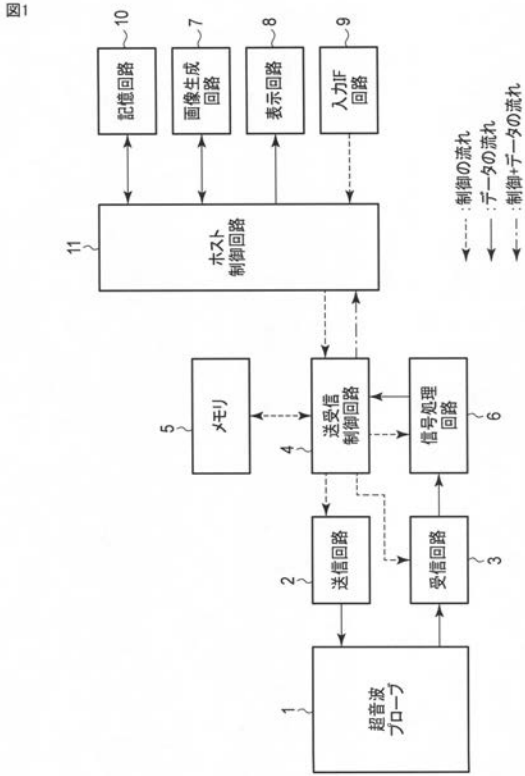 図1
10
記憶回路
7
画像生成
回路
8
表示回路
9
入力IF
回路
11
ホスト
制御回路
5
メモリ
4
送受信
制御回路
6
信号処理
回路
2
送信回路
3
受信回路
1
超音波
プローブ
:制御の流れ
:データの流れ
:制御+データの流れ